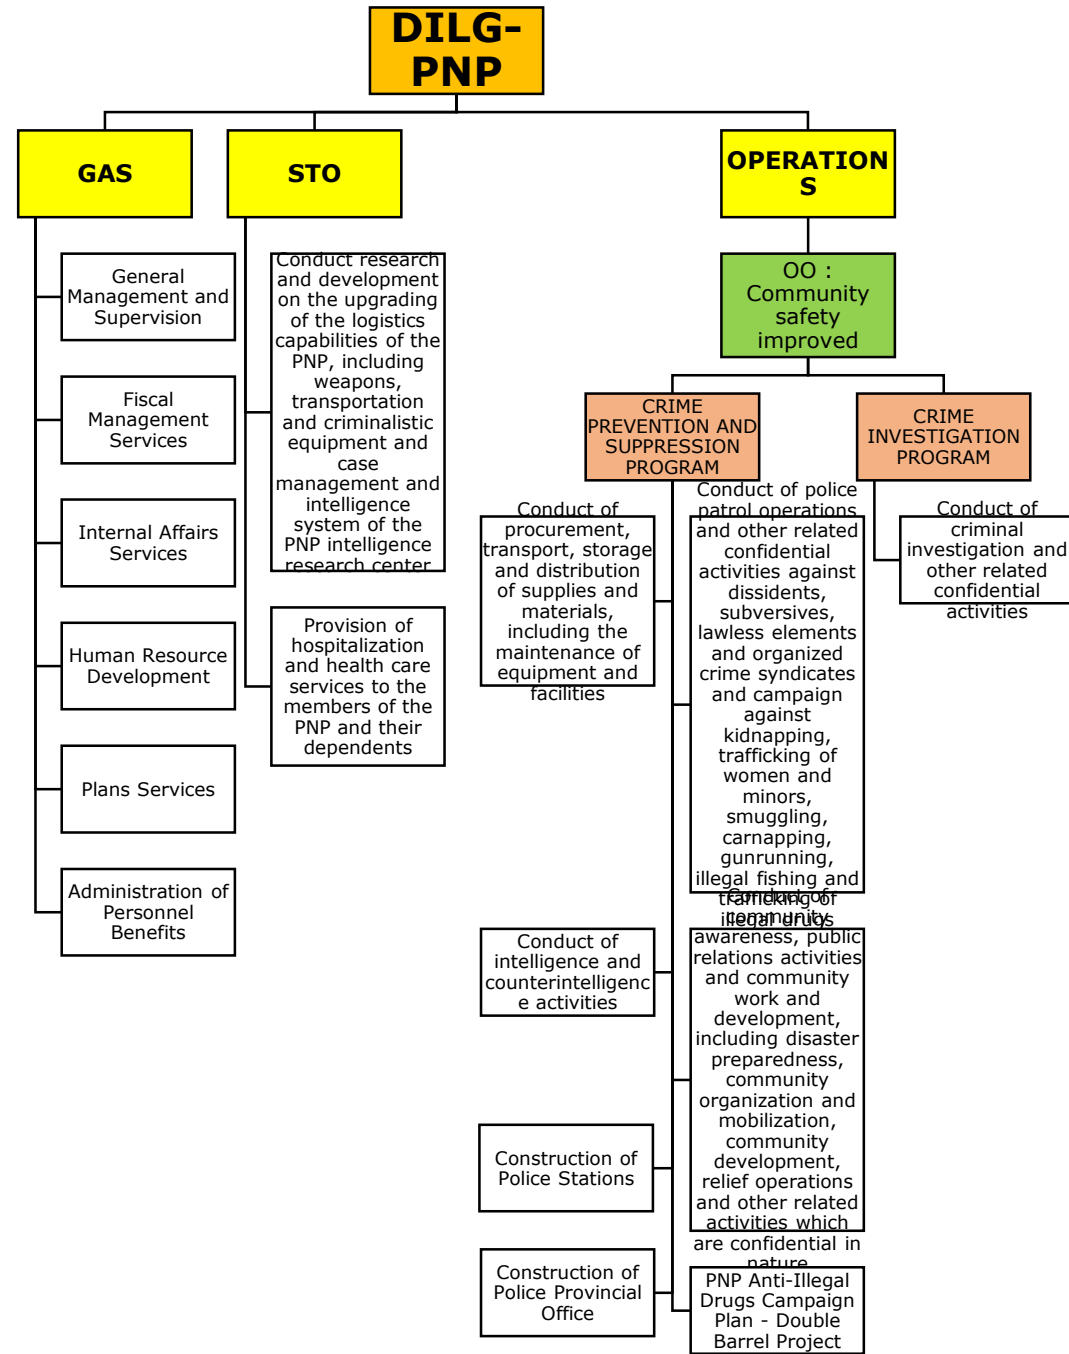 DILG-
PNP
GAS
STO
OPERATION
S
General
Management and
Supervision
Fiscal
Management
Services
Internal Affairs
Services
Human Resource
Development
Plans Services
Administration of
Personnel
Benefits
Conduct research
and development
on the upgrading
of the logistics
capabilities of the
PNP, including
weapons,
transportation
and criminalistic
equipment and
case
management and
intelligence
system of the
PNP intelligence
research center
Provision of
hospitalization
and health care
services to the
members of the
PNP and their
dependents
OO :
Community
safety
improved
CRIME
PREVENTION AND
SUPPRESSION
PROGRAM
Conduct of
procurement,
transport, storage
and distribution
of supplies and
materials,
including the
maintenance of
equipment and
facilities
Conduct of police
patrol operations
and other related
confidential
activities against
dissidents,
subversives,
lawless elements
and organized
crime syndicates
and campaign
against
kidnapping,
trafficking of
women and
minors,
smuggling,
carnapping,
gunrunning,
illegal fishing and
trafficking of
illegal drugs
Conduct of
intelligence and
counterintelligenc
e activities
Conduct of
community
awareness, public
relations activities
and community
work and
development,
including disaster
preparedness,
community
organization and
mobilization,
community
development,
relief operations
and other related
activities which
are confidential in
nature
Construction of
Police Stations
Construction of
Police Provincial
Office
PNP Anti-Illegal
Drugs Campaign
Plan - Double
Barrel Project
CRIME
INVESTIGATION
PROGRAM
Conduct of
criminal
investigation and
other related
confidential
activities